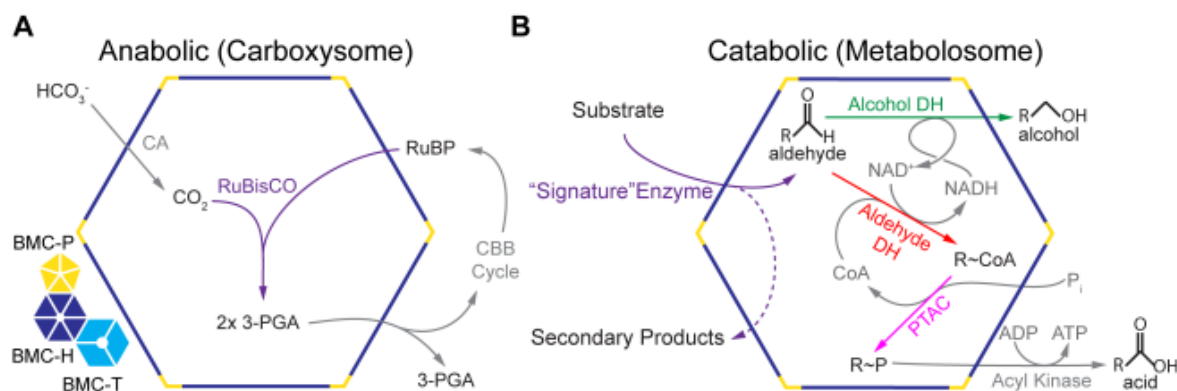 A
Anabolic (Carboxysome)
HCO3-
CA
CO2
RuBisCO
RuBP
CBB
Cycle
2x 3-PGA
3-PGA
BMC-P
BMC-H
BMC-T
B
Catabolic (Metabolosome)
Substrate
"Signature"Enzyme
Secondary Products
O
R
H
aldehyde
Alcohol DH
R
OH
alcohol
NAD+
NADH
Aldehyde
DH
CoA
R~CoA
Pi
PTAC
R~P
ADP
ATP
Acyl Kinase
O
R
OH
acid